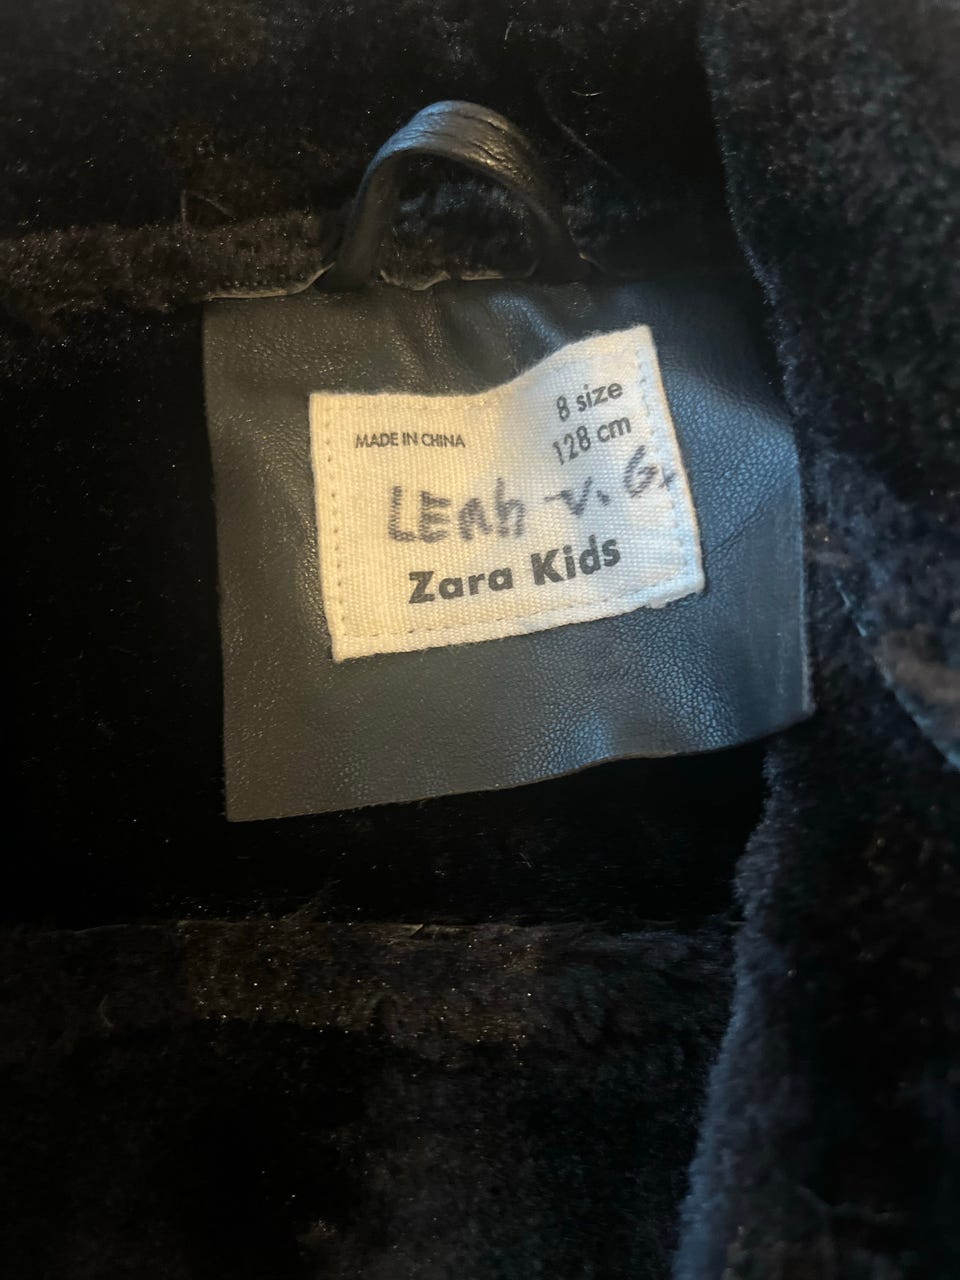 8 size
MADE IN CHINA 128 cm
LEAh V. G.
Zara Kids